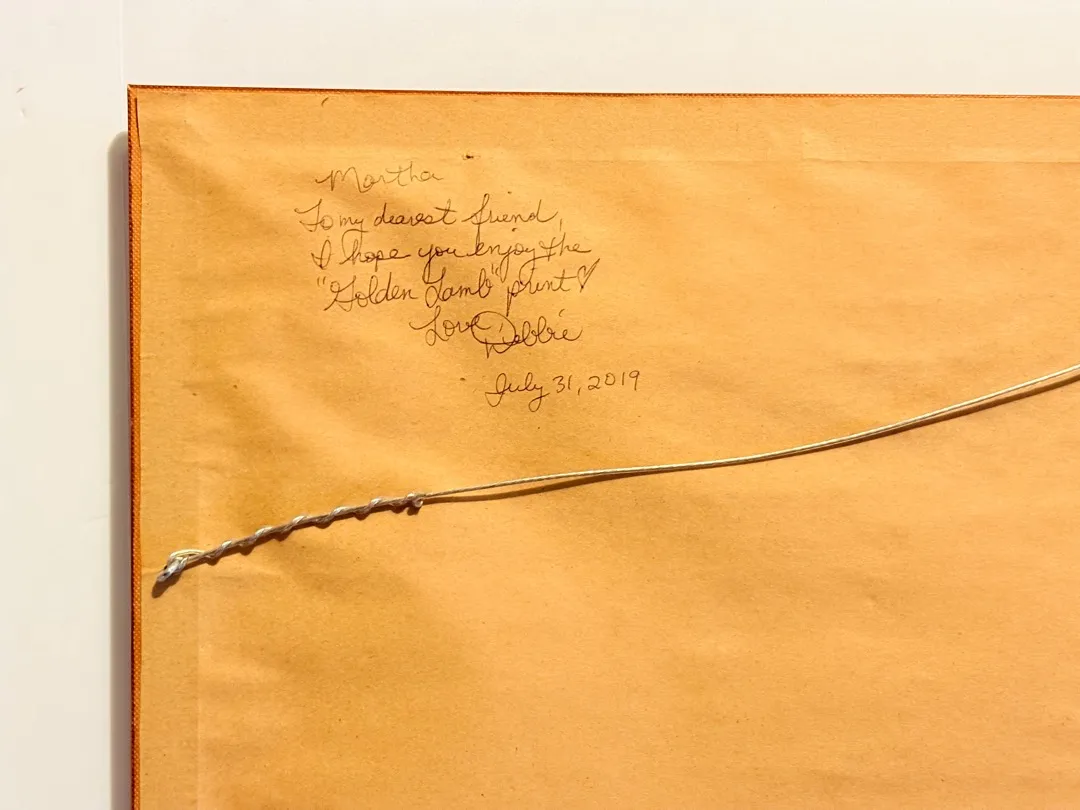 Martha
To my dearest friend,
I hope you enjoy the
"Golden Lamb" print♡
Love, Debbie
July 31, 2019